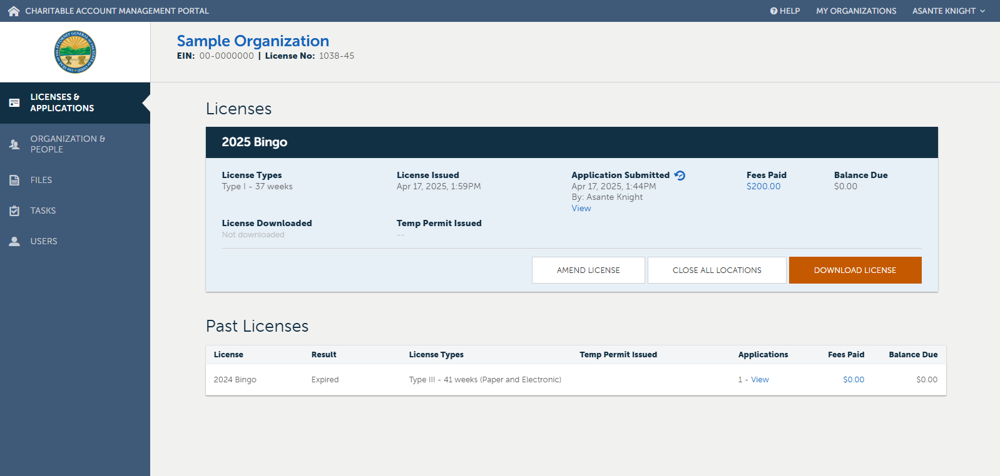 CHARITABLE ACCOUNT MANAGEMENT PORTAL
HELP
MY ORGANIZATIONS
ASANTE KNIGHT
Sample Organization
EIN: 00-0000000 | License No: 1038-45
LICENSES &
APPLICATIONS
ORGANIZATION &
PEOPLE
FILES
TASKS
USERS
Licenses
2025 Bingo
License Types
Type I - 37 weeks
License Issued
Apr 17, 2025, 1:59PM
Application Submitted
Apr 17, 2025, 1:44PM
By: Asante Knight
View
Fees Paid
$200.00
Balance Due
$0.00
License Downloaded
Not downloaded
Temp Permit Issued
--
AMEND LICENSE
CLOSE ALL LOCATIONS
DOWNLOAD LICENSE
Past Licenses
License Result License Types Temp Permit Issued Applications Fees Paid Balance Due
2024 Bingo Expired Type III - 41 weeks (Paper and Electronic) 1 - View $0.00 $0.00